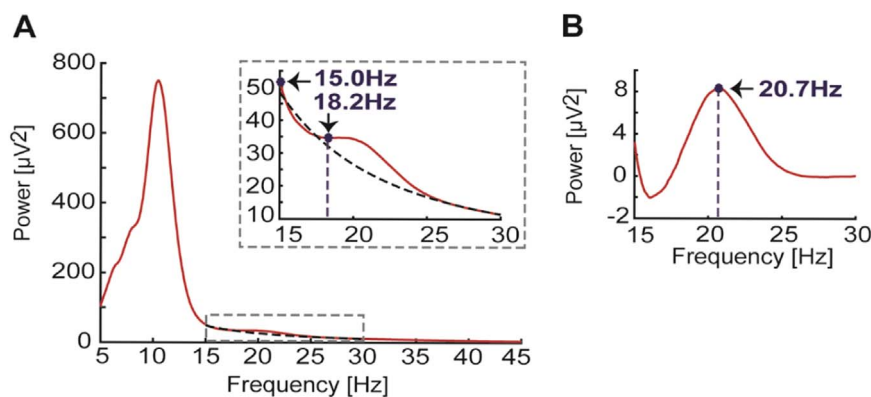 A
Power [µV2]
800
600
400
200
0
5 10 15 20 25 30 35 40 45
Frequency [Hz]
50
40
30
20
10
15 20 25 30
15.0Hz
18.2Hz
B
Power [µV2]
8
4
0
-2
15 20 25 30
Frequency [Hz]
20.7Hz